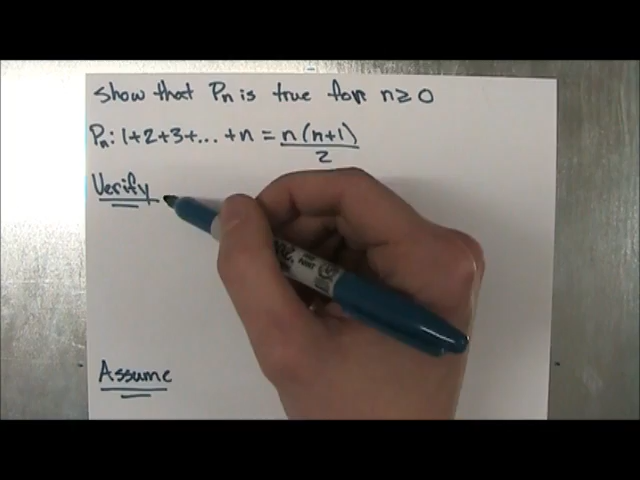 Show that Pn is true for: n ≥ 0
Pn: 1+2+3+...+n = n(n+1)/2
Verify
Assume